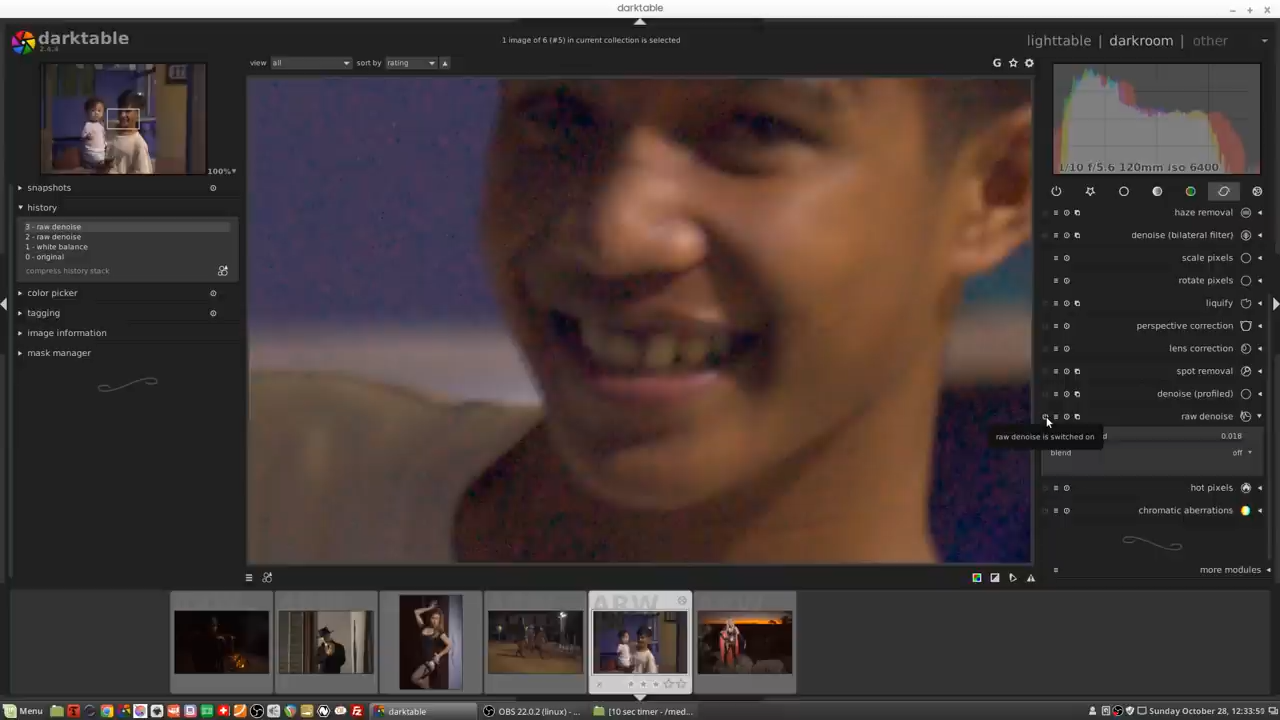 darktable
darktable
2.4.4
1 image of 6 (#5) in current collection is selected
lighttable | darkroom | other
view all sort by rating
1/10 f/5.6 120mm iso 6400
100%
snapshots
history
3 - raw denoise
2 - raw denoise
1 - white balance
0 - original
compress history stack
color picker
tagging
image information
mask manager
haze removal
denoise (bilateral filter)
scale pixels
rotate pixels
liquify
perspective correction
lens correction
spot removal
denoise (profiled)
raw denoise
raw denoise is switched on
0.018
blend off
hot pixels
chromatic aberrations
more modules
ARW
Menu
darktable
OBS 22.0.2 (linux) - ...
[10 sec timer - /med...
Sunday October 28, 12:33:59